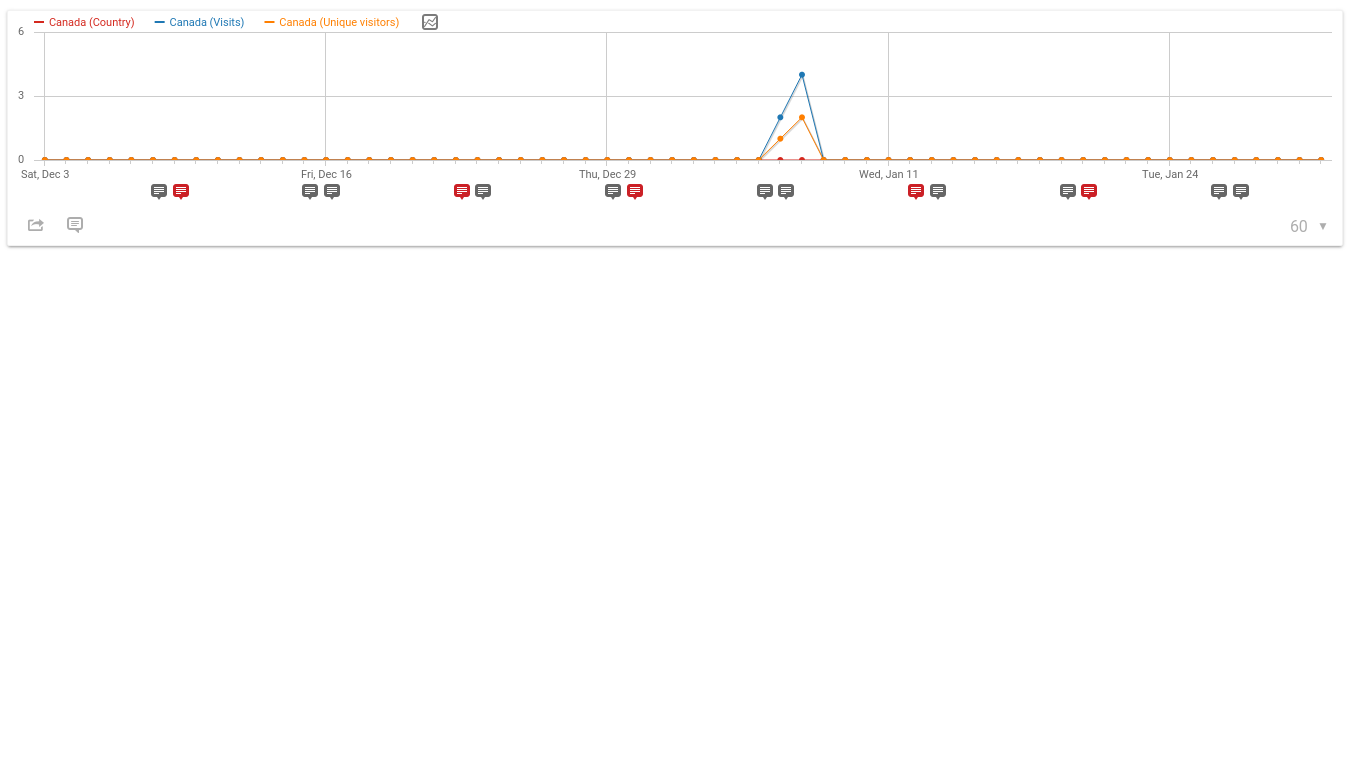 Canada (Country) Canada (Visits) Canada (Unique visitors)
6
3
0
Sat, Dec 3 Fri, Dec 16 Thu, Dec 29 Wed, Jan 11 Tue, Jan 24
60 ▼